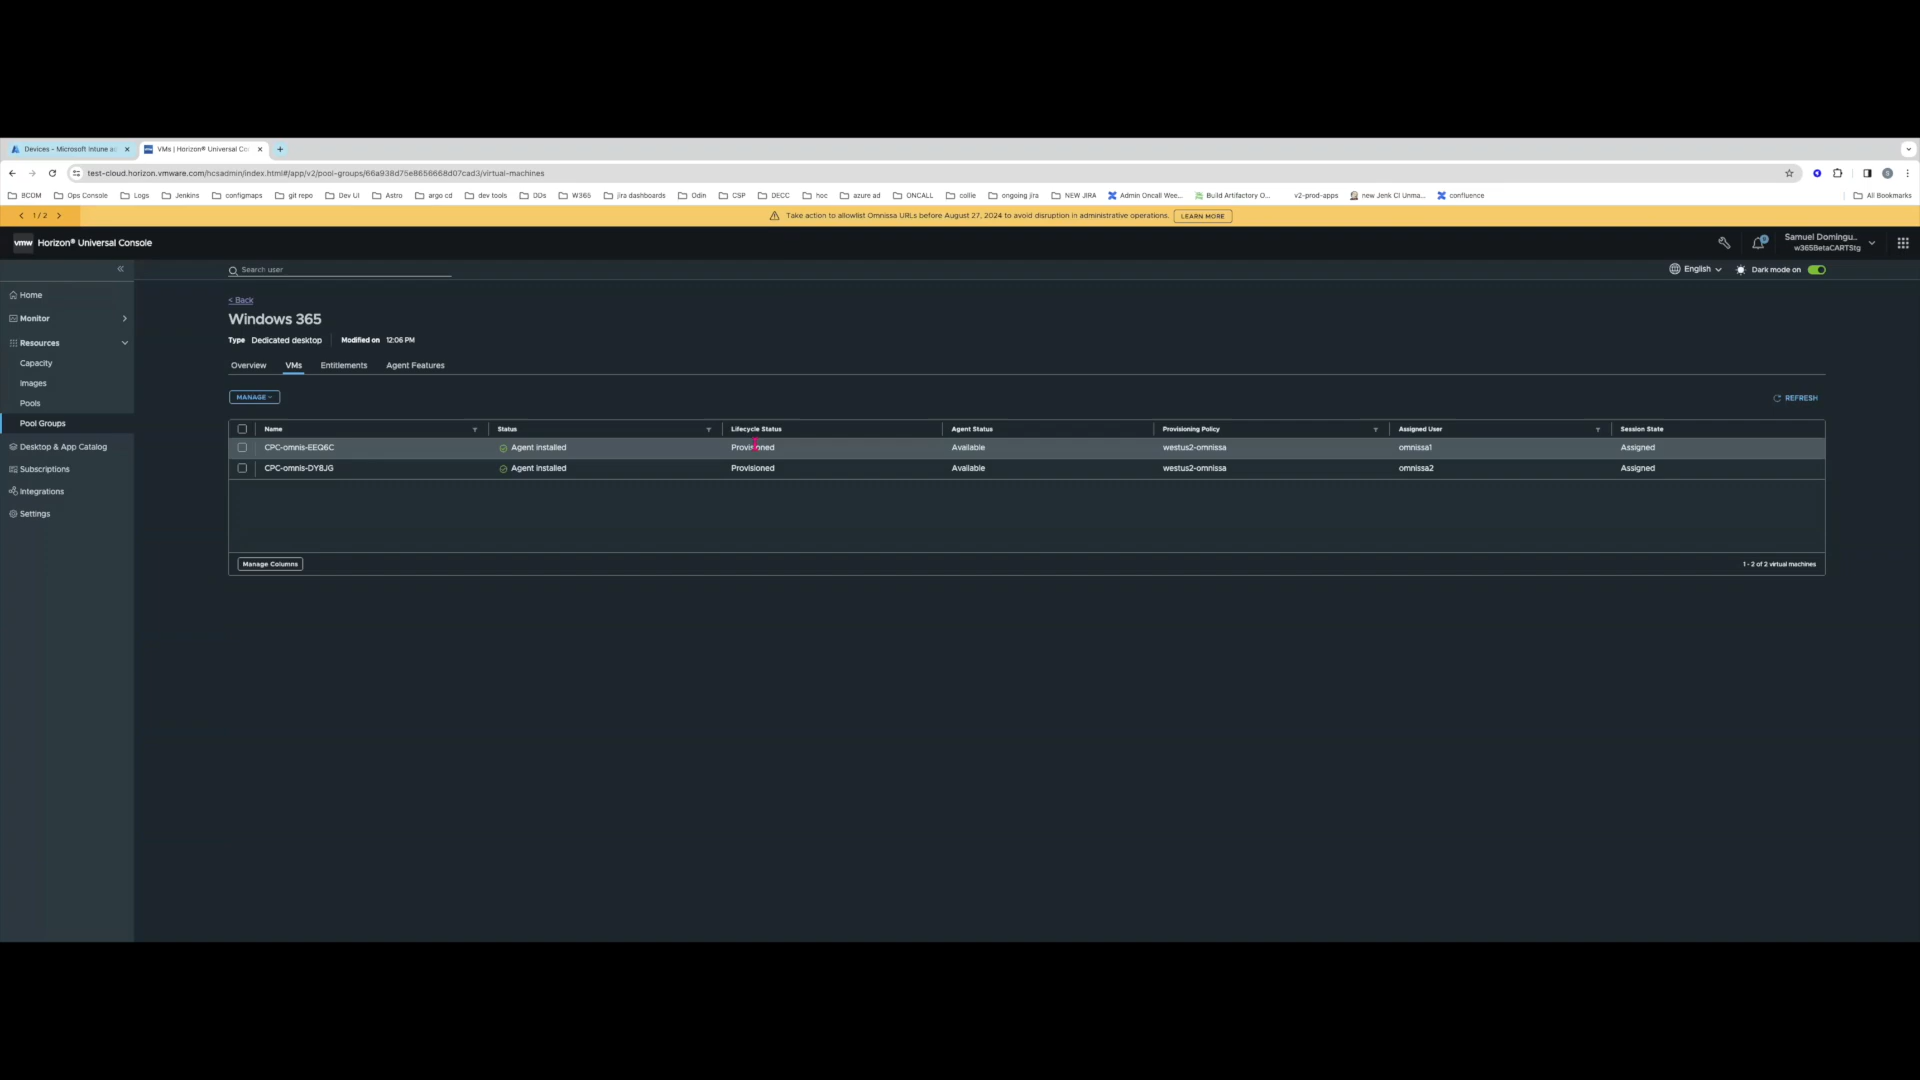 Devices - Microsoft Intune a
VMs | Horizon® Universal Co
test-cloud.horizon.vmware.com/hcsadmin/index.html#/app/v2/pool-groups/66a938d75e8656668d07cad3/virtual-machines
BCOM Ops Console Logs Jenkins configmaps git repo Dev UI Astro argo cd dev tools DDs W365 jira dashboards Odin CSP DECC hoc azure ad ONCALL collie ongoing jira NEW JIRA Admin Oncall Wee... Build Artifactory O... v2-prod-apps new Jenk CI Unma... confluence All Bookmarks
1 / 2
Take action to allowlist Omnissa URLs before August 27, 2024 to avoid disruption in administrative operations. LEARN MORE
vmw Horizon® Universal Console
Samuel Domingu...
w365BetaCARTStg
Search user
English
Dark mode on
Home
Monitor
Resources
Capacity
Images
Pools
Pool Groups
Desktop & App Catalog
Subscriptions
Integrations
Settings
< Back
Windows 365
Type Dedicated desktop Modified on 12:06 PM
Overview VMs Entitlements Agent Features
MANAGE
REFRESH
Name Status Lifecycle Status Agent Status Provisioning Policy Assigned User Session State
CPC-omnis-EEQ6C Agent installed Provisioned Available westus2-omnissa omnissa1 Assigned
CPC-omnis-DY8JG Agent installed Provisioned Available westus2-omnissa omnissa2 Assigned
Manage Columns
1 - 2 of 2 virtual machines